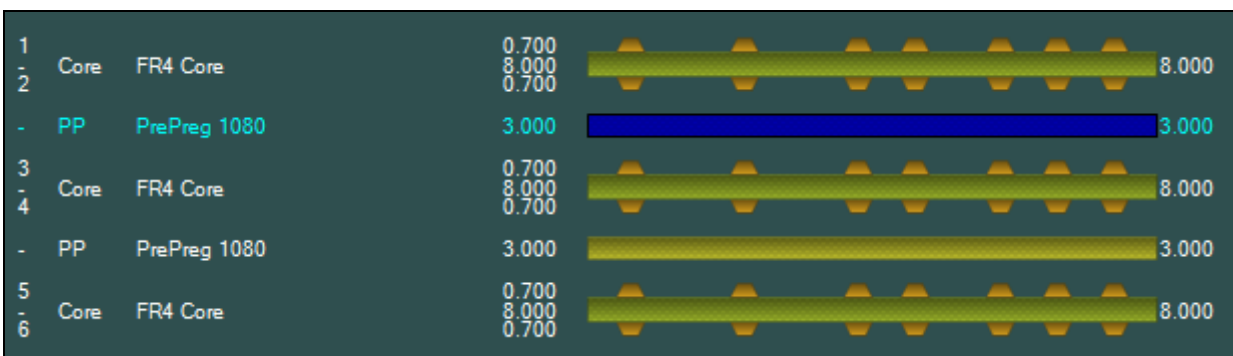 1 0.700
- Core FR4 Core 8.000 8.000
2 0.700
- PP PrePreg 1080 3.000 3.000
3 0.700
- Core FR4 Core 8.000 8.000
4 0.700
- PP PrePreg 1080 3.000 3.000
5 0.700
- Core FR4 Core 8.000 8.000
6 0.700